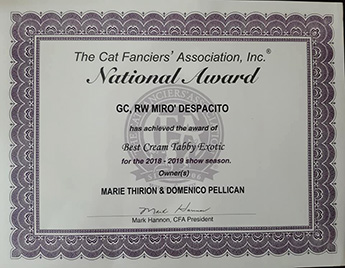 The Cat Fanciers' Association, Inc.®
National Award
GC, RW MIRO' DESPACITO
has achieved the award of
Best Cream Tabby Exotic
for the 2018 - 2019 show season.
Owner(s)
MARIE THIRION & DOMENICO PELLICAN
Mark Hannon, CFA President